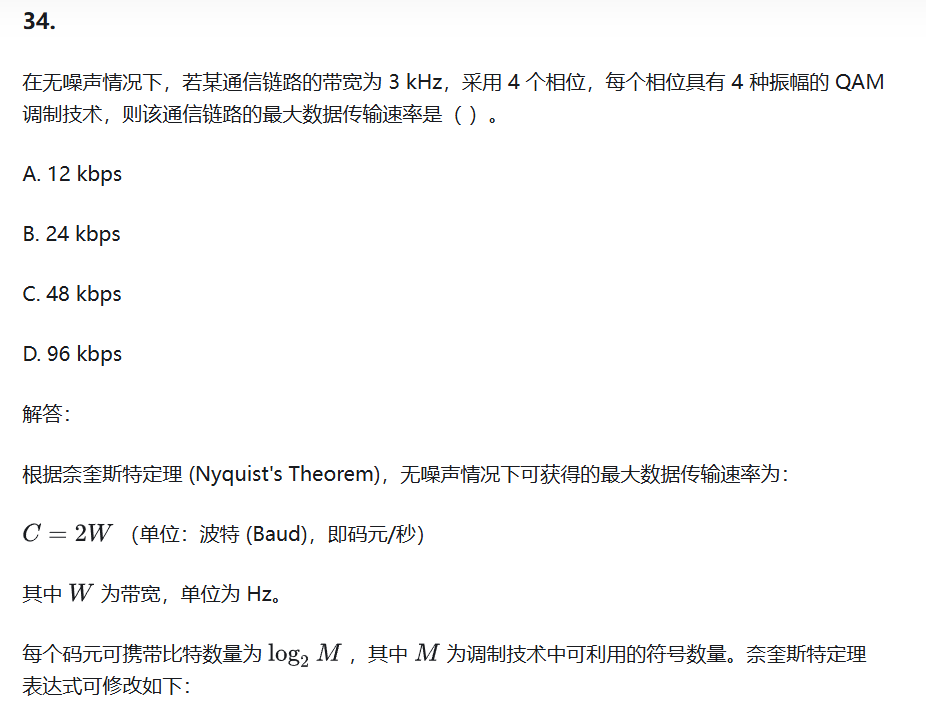 34.
在无噪声情况下，若某通信链路的带宽为 3 kHz，采用 4 个相位，每个相位具有 4 种振幅的 QAM
调制技术，则该通信链路的最大数据传输速率是（ ）。
A. 12 kbps
B. 24 kbps
C. 48 kbps
D. 96 kbps
解答：
根据奈奎斯特定理 (Nyquist's Theorem)，无噪声情况下可获得的最大数据传输速率为：
C = 2W （单位：波特 (Baud)，即码元/秒）
其中 W 为带宽，单位为 Hz。
每个码元可携带比特数量为 log₂ M ，其中 M 为调制技术中可利用的符号数量。奈奎斯特定理
表达式可修改如下：